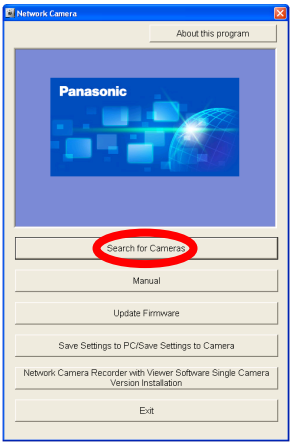 Network Camera
About this program
Panasonic
Search for Cameras
Manual
Update Firmware
Save Settings to PC/Save Settings to Camera
Network Camera Recorder with Viewer Software Single Camera
Version Installation
Exit